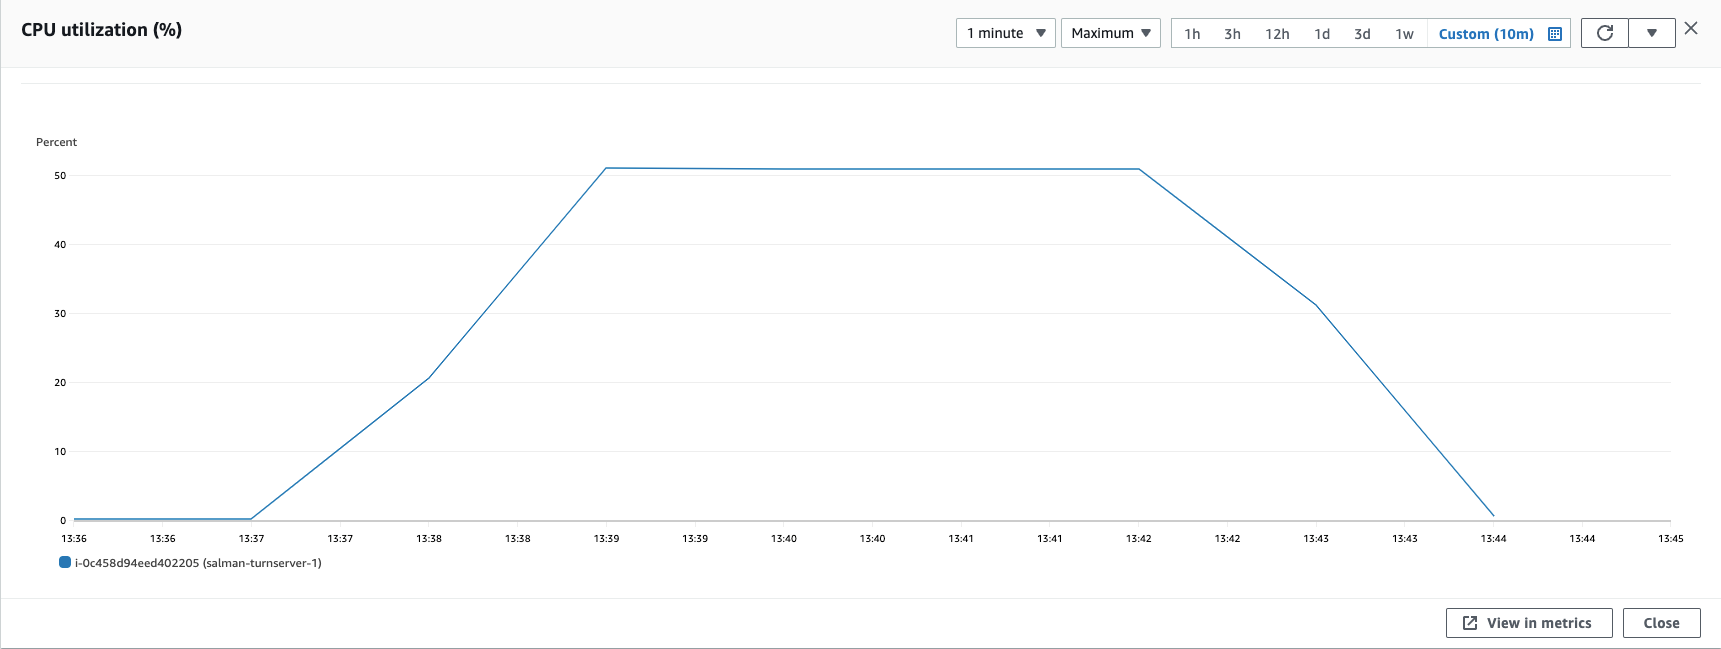 CPU utilization (%)
1 minute
Maximum
1h 3h 12h 1d 3d 1w Custom (10m)
Percent
50
40
30
20
10
0
13:36 13:36 13:37 13:37 13:38 13:38 13:39 13:39 13:40 13:40 13:41 13:41 13:42 13:42 13:43 13:43 13:44 13:44 13:45
i-0c458d94eed402205 (salman-turnserver-1)
View in metrics
Close